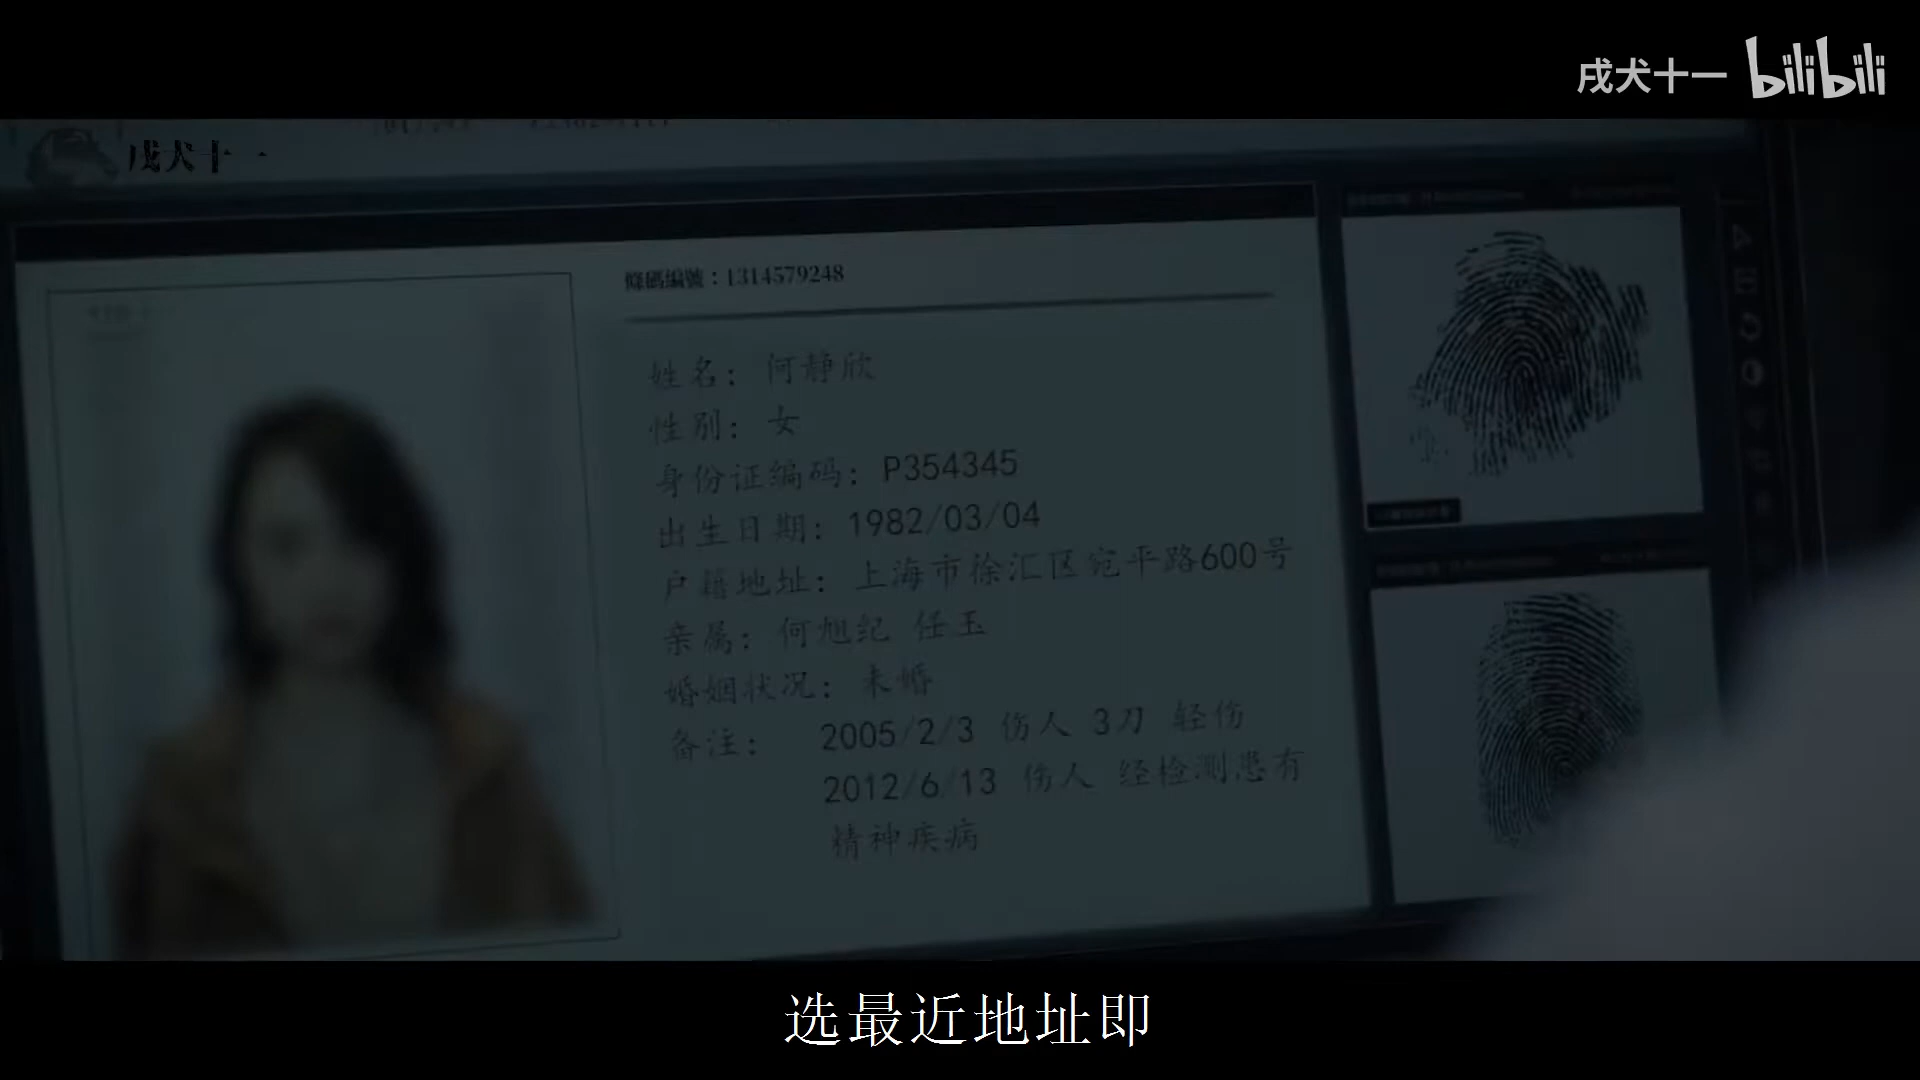 戌犬十一 bilibili
戌犬十一
條碼編號：1314579248
姓名：何静欣
性别：女
身份证编码：P354345
出生日期：1982/03/04
户籍地址：上海市徐汇区宛平路600号
亲属：何旭纪 任玉
婚姻状况：未婚
备注：2005/2/3 伤人 3刀 轻伤
2012/6/13 伤人 经检测患有
精神疾病
选最近地址即